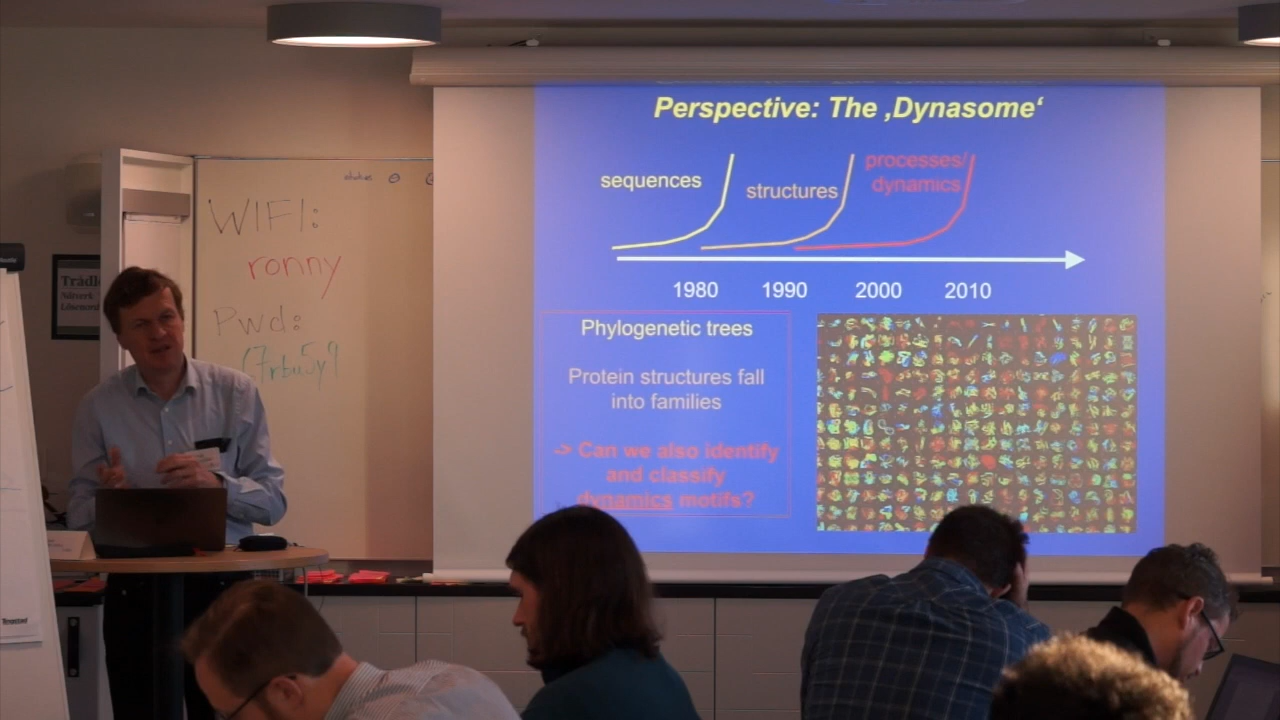 Perspective: The ‚Dynasome‘
sequences
structures
processes/
dynamics
1980 1990 2000 2010
Phylogenetic trees
Protein structures fall
into families
-> Can we also identify
and classify
dynamics motifs?
WIFI:
ronny
Pwd:
Nätverk